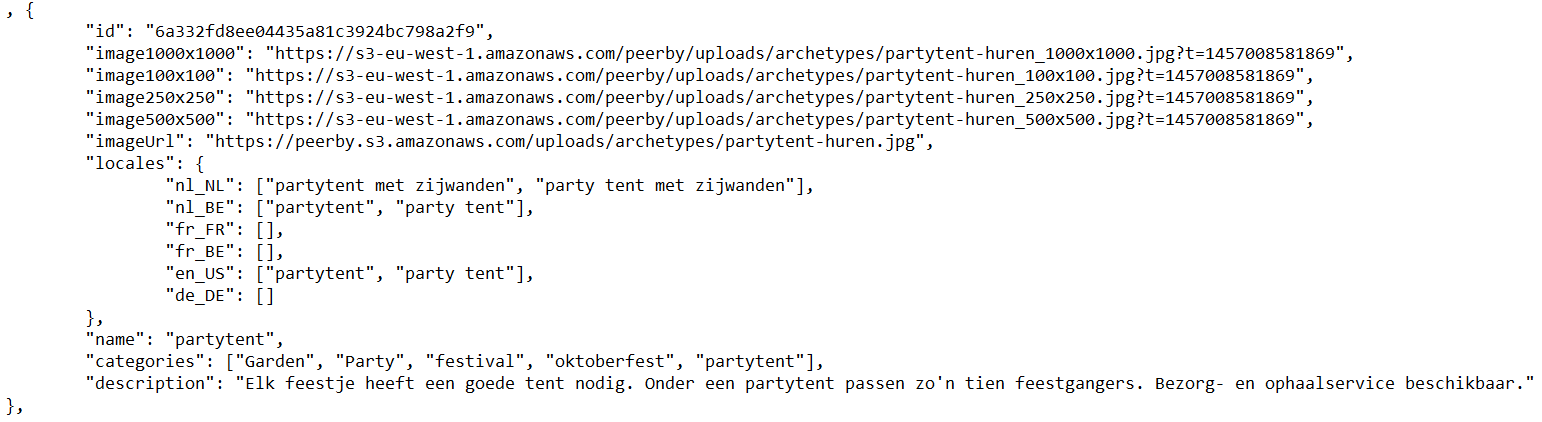 , {
"id": "6a332fd8ee04435a81c3924bc798a2f9",
"image1000x1000": "https://s3-eu-west-1.amazonaws.com/peerby/uploads/archetypes/partytent-huren_1000x1000.jpg?t=1457008581869",
"image100x100": "https://s3-eu-west-1.amazonaws.com/peerby/uploads/archetypes/partytent-huren_100x100.jpg?t=1457008581869",
"image250x250": "https://s3-eu-west-1.amazonaws.com/peerby/uploads/archetypes/partytent-huren_250x250.jpg?t=1457008581869",
"image500x500": "https://s3-eu-west-1.amazonaws.com/peerby/uploads/archetypes/partytent-huren_500x500.jpg?t=1457008581869",
"imageUrl": "https://peerby.s3.amazonaws.com/uploads/archetypes/partytent-huren.jpg",
"locales": {
"nl_NL": ["partytent met zijwanden", "party tent met zijwanden"],
"nl_BE": ["partytent", "party tent"],
"fr_FR": [],
"fr_BE": [],
"en_US": ["partytent", "party tent"],
"de_DE": []
},
"name": "partytent",
"categories": ["Garden", "Party", "festival", "oktoberfest", "partytent"],
"description": "Elk feestje heeft een goede tent nodig. Onder een partytent passen zo'n tien feestgangers. Bezorg- en ophaalservice beschikbaar."
},